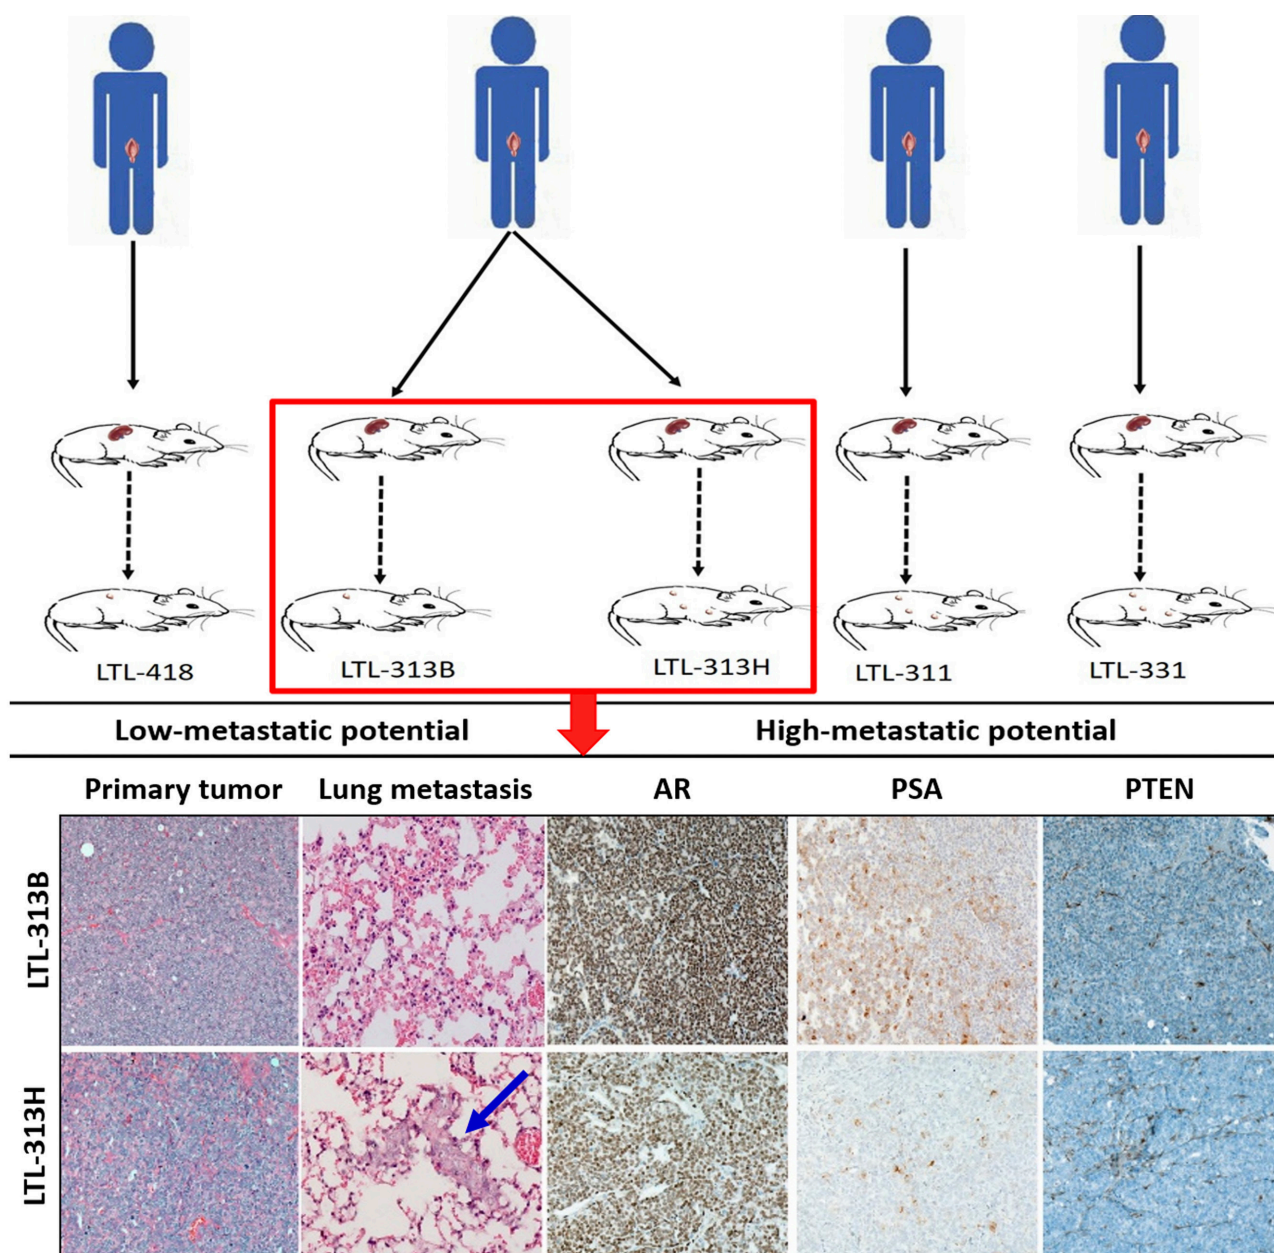 LTL-418
LTL-313B
LTL-313H
LTL-311
LTL-331
Low-metastatic potential
High-metastatic potential
Primary tumor
Lung metastasis
AR
PSA
PTEN
LTL-313B
LTL-313H